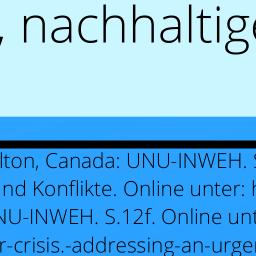 , nachhaltige
lton, Canada: UNU-INWEH. S
nd Konflikte. Online unter: h
NU-INWEH. S.12f. Online unt
r-crisis.-addressing-an-urge